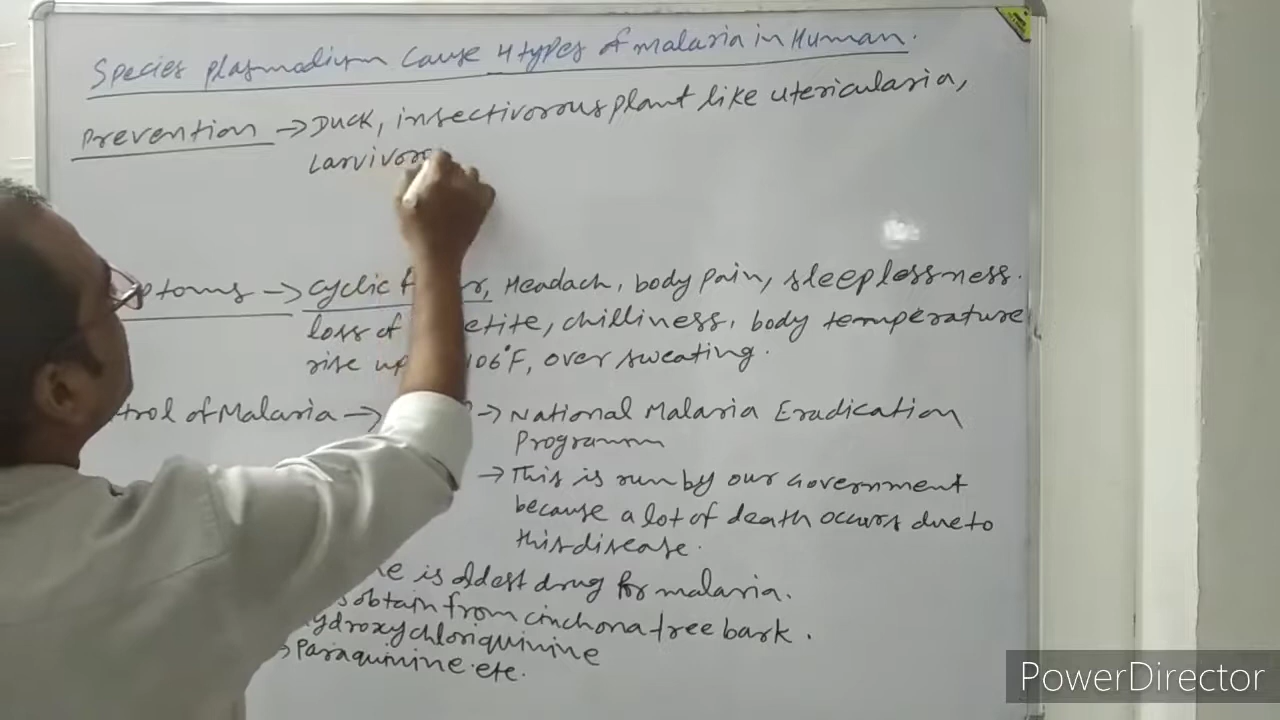 Species plasmodium cause 4 types of malaria in Human.
Prevention → Duck, insectivorous plant like utericularia,
Larvivoro
ptoms → cyclic f r, Headach, body pain, sleeplessness.
loss of etite, chilliness, body temperature
rise up 106°F, over sweating.
trol of Malaria → → National Malaria Eradication
Programm
→ This is run by our Government
because a lot of death occurs due to
this disease.
ne is oldest drug for malaria.
s obtain from cinchona tree bark.
ydroxychloriquinine
Paraquinine etc.
PowerDirector